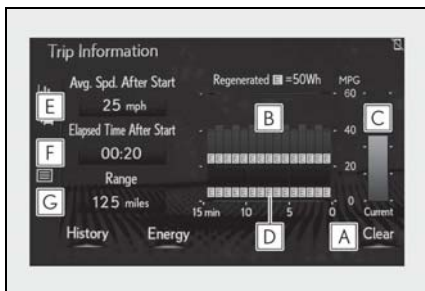 Trip Information
Avg. Spd. After Start
Regenerated E =50Wh
MPG
60
E
25 mph
B
C
Elapsed Time After Start
40
F
00:20
20
Range
G
125 miles
0
15 min
10
5
0
Current
D
A
History
Energy
Clear